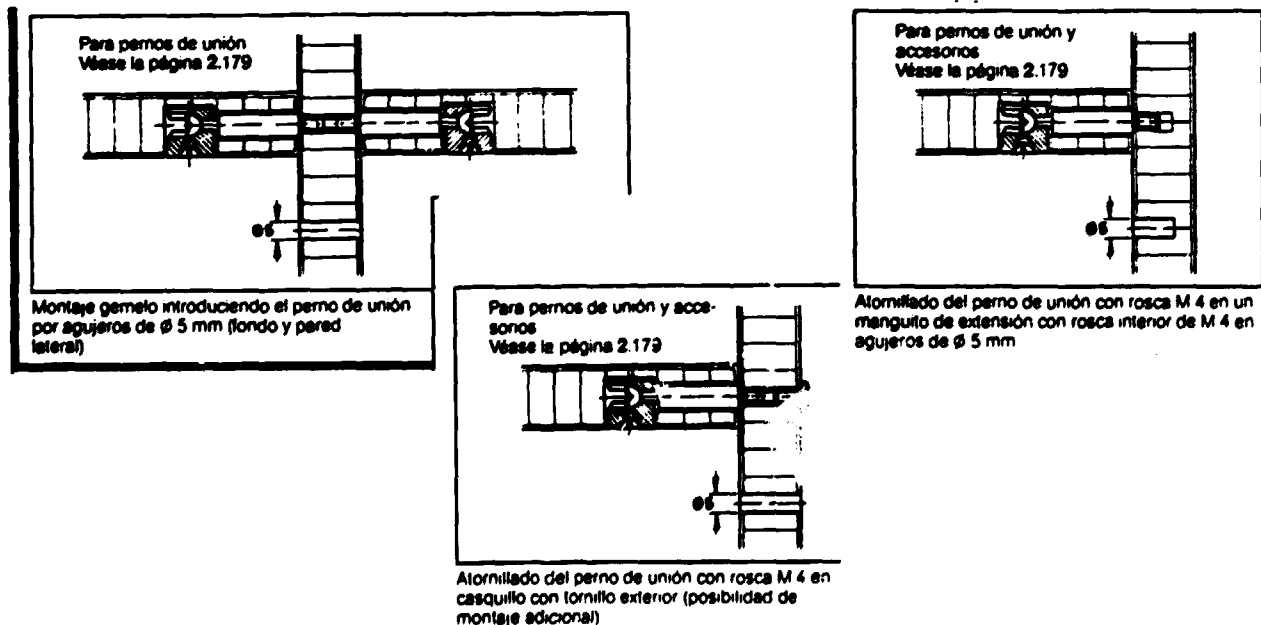 Para pernos de unión
Véase la página 2.179
ø5
Montaje gemelo introduciendo el perno de unión
por agujeros de ø 5 mm (fondo y pared
lateral)
Para pernos de unión y acce-
sorios
Véase la página 2.179
ø5
Atornillado del perno de unión con rosca M 4 en
casquillo con tornillo exterior (posibilidad de
montaje adicional)
Para pernos de unión y
accesorios
Véase la página 2.179
ø5
Atornillado del perno de unión con rosca M 4 en un
manguito de extensión con rosca interior de M 4 en
agujeros de ø 5 mm